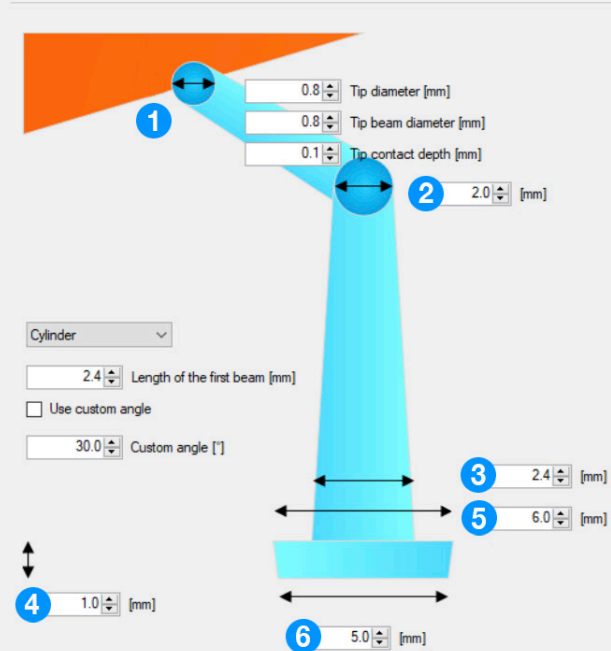 0.8 Tip diameter [mm]
1 0.8 Tip beam diameter [mm]
0.1 Tip contact depth [mm]
2 2.0 [mm]
Cylinder
2.4 Length of the first beam [mm]
Use custom angle
30.0 Custom angle [°]
3 2.4 [mm]
5 6.0 [mm]
4 1.0 [mm]
6 5.0 [mm]